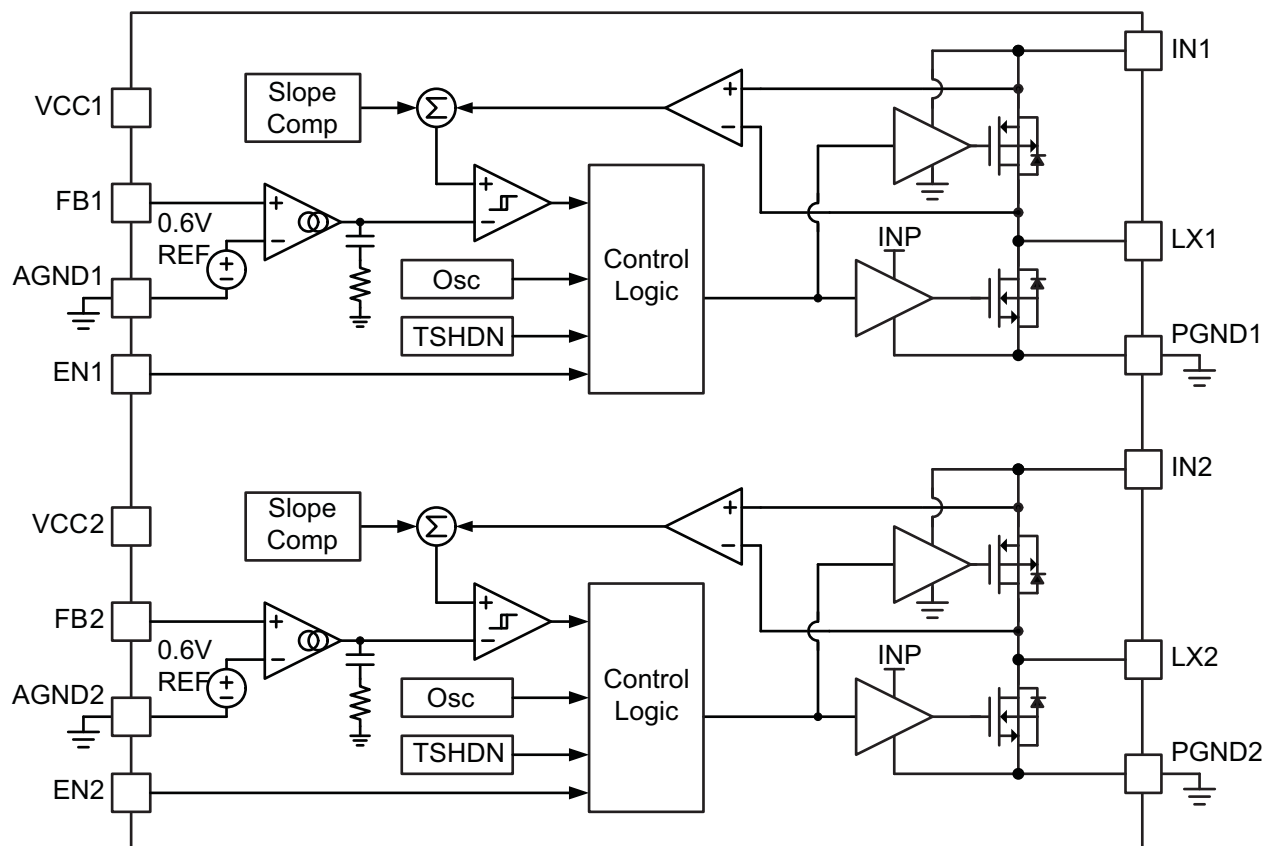 IN1
VCC1
Slope
Comp
Σ
+
−
FB1
0.6V
REF
+
−
+
−
+
−
INP
LX1
AGND1
Osc
Control
Logic
TSHDN
PGND1
EN1
IN2
VCC2
Slope
Comp
Σ
+
−
FB2
0.6V
REF
+
−
+
−
+
−
INP
LX2
AGND2
Osc
Control
Logic
TSHDN
PGND2
EN2